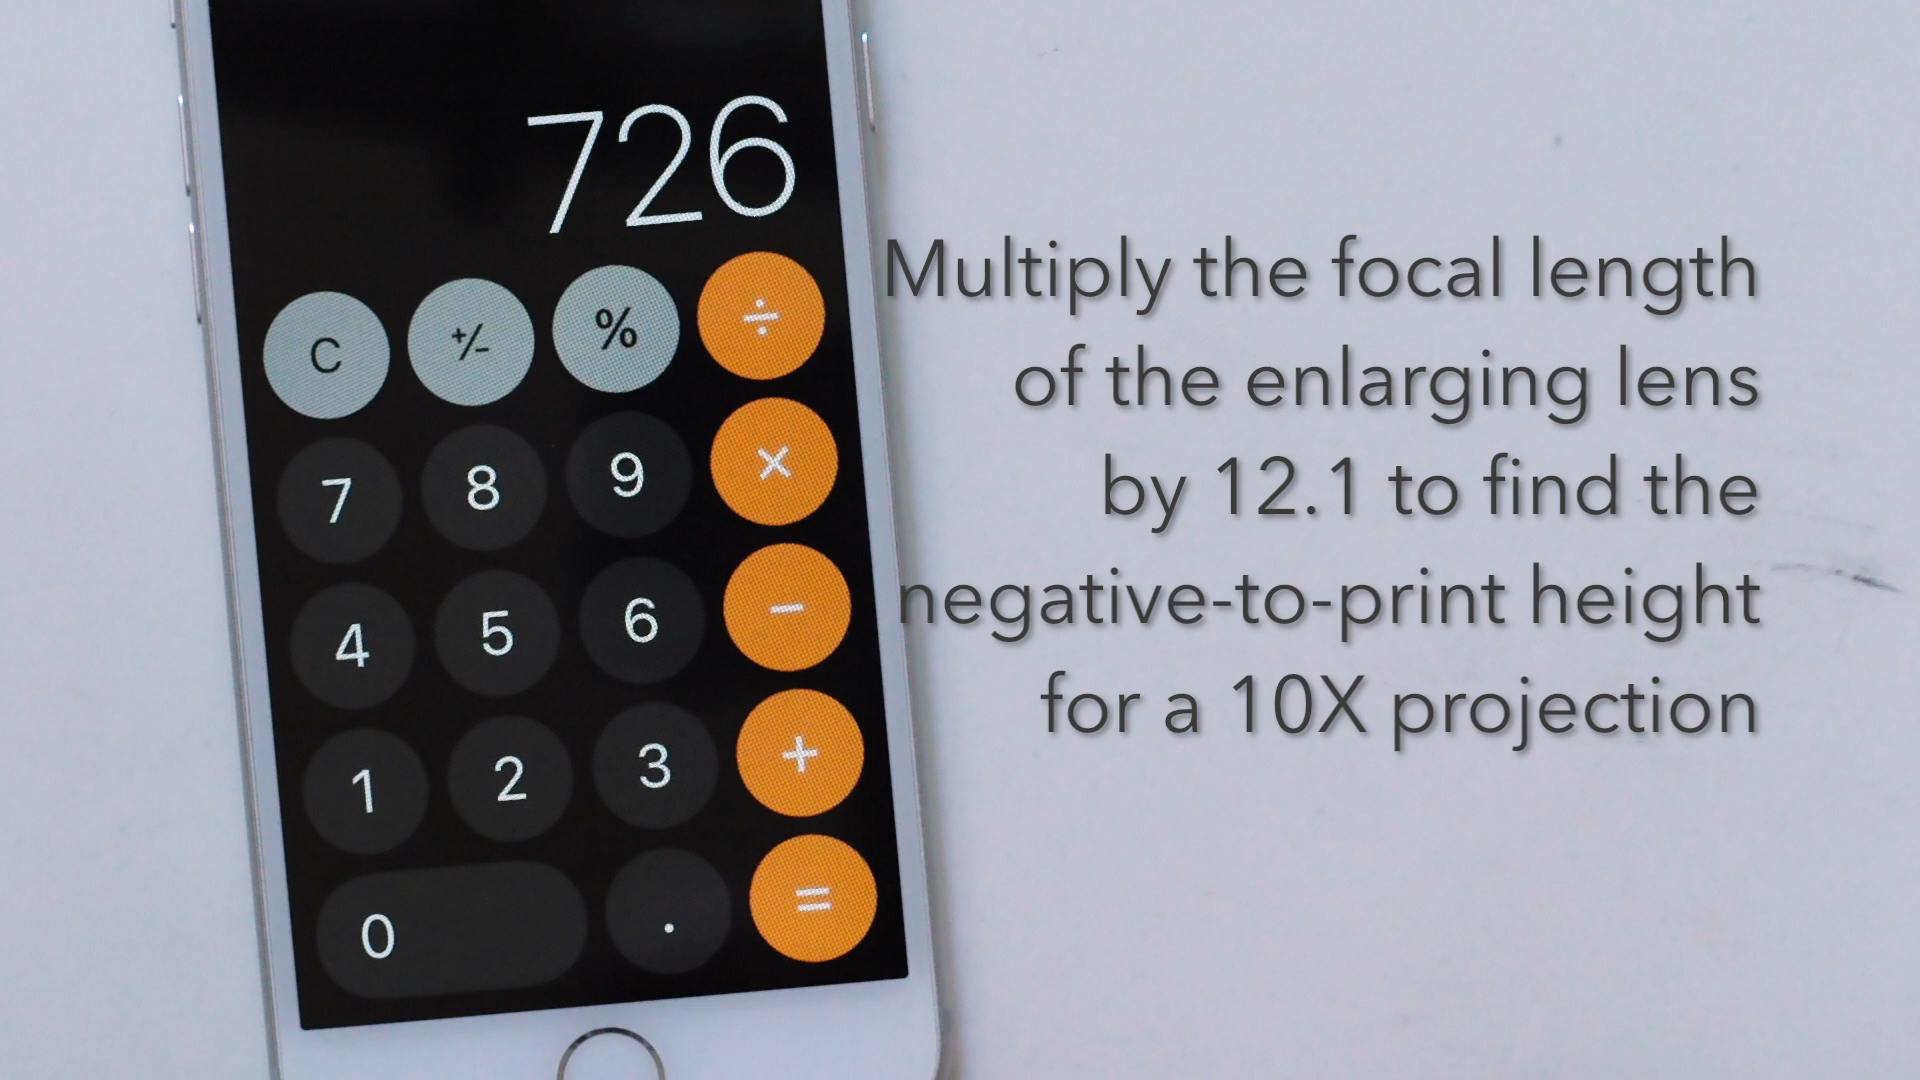 726
C +/- % ÷
7 8 9 ×
4 5 6 −
1 2 3 +
0 . =
Multiply the focal length
of the enlarging lens
by 12.1 to find the
negative-to-print height
for a 10X projection